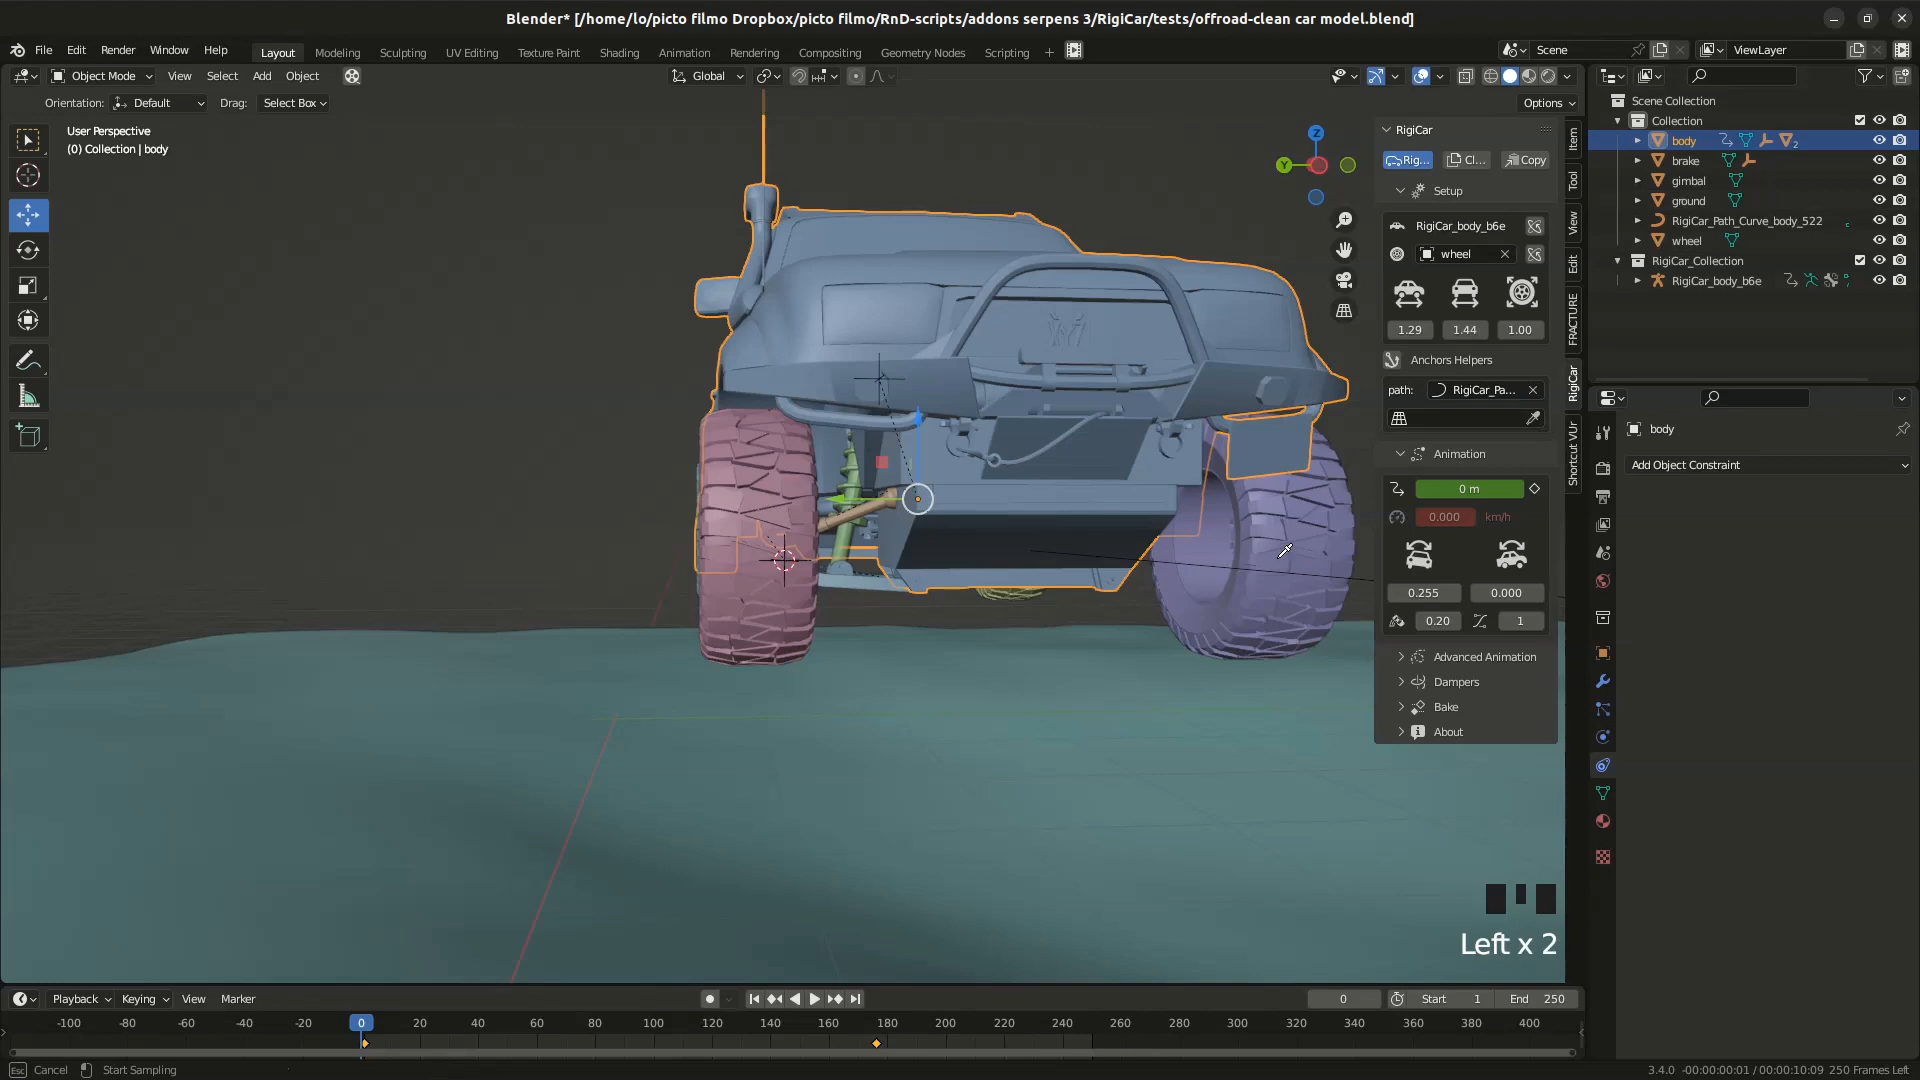 Blender* [/home/lo/picto filmo Dropbox/picto filmo/RnD-scripts/addons serpens 3/RigiCar/tests/offroad-clean car model.blend]
File Edit Render Window Help Layout Modeling Sculpting UV Editing Texture Paint Shading Animation Rendering Compositing Geometry Nodes Scripting + Scene ViewLayer
Object Mode View Select Add Object Global
Orientation: Default Drag: Select Box Options
User Perspective
(0) Collection | body
Z
Y
RigiCar
Rig... Cl... Copy
Setup
RigiCar_body_b6e
wheel
1.29 1.44 1.00
Anchors Helpers
path: RigiCar_Pa...
Animation
0 m
0.000 km/h
0.255 0.000
0.20 1
Advanced Animation
Dampers
Bake
About
Item
Tool
View
Edit
FRACTURE
RigiCar
Shortcut VUr
Scene Collection
Collection
body 2
brake
gimbal
ground
RigiCar_Path_Curve_body_522
wheel
RigiCar_Collection
RigiCar_body_b6e
body
Add Object Constraint
Left x 2
Playback Keying View Marker 0 Start 1 End 250
-100 -80 -60 -40 -20 0 20 40 60 80 100 120 140 160 180 200 220 240 260 280 300 320 340 360 380 400
Esc Cancel Start Sampling 3.4.0 -00:00:00:01 / 00:00:10:09 250 Frames Left